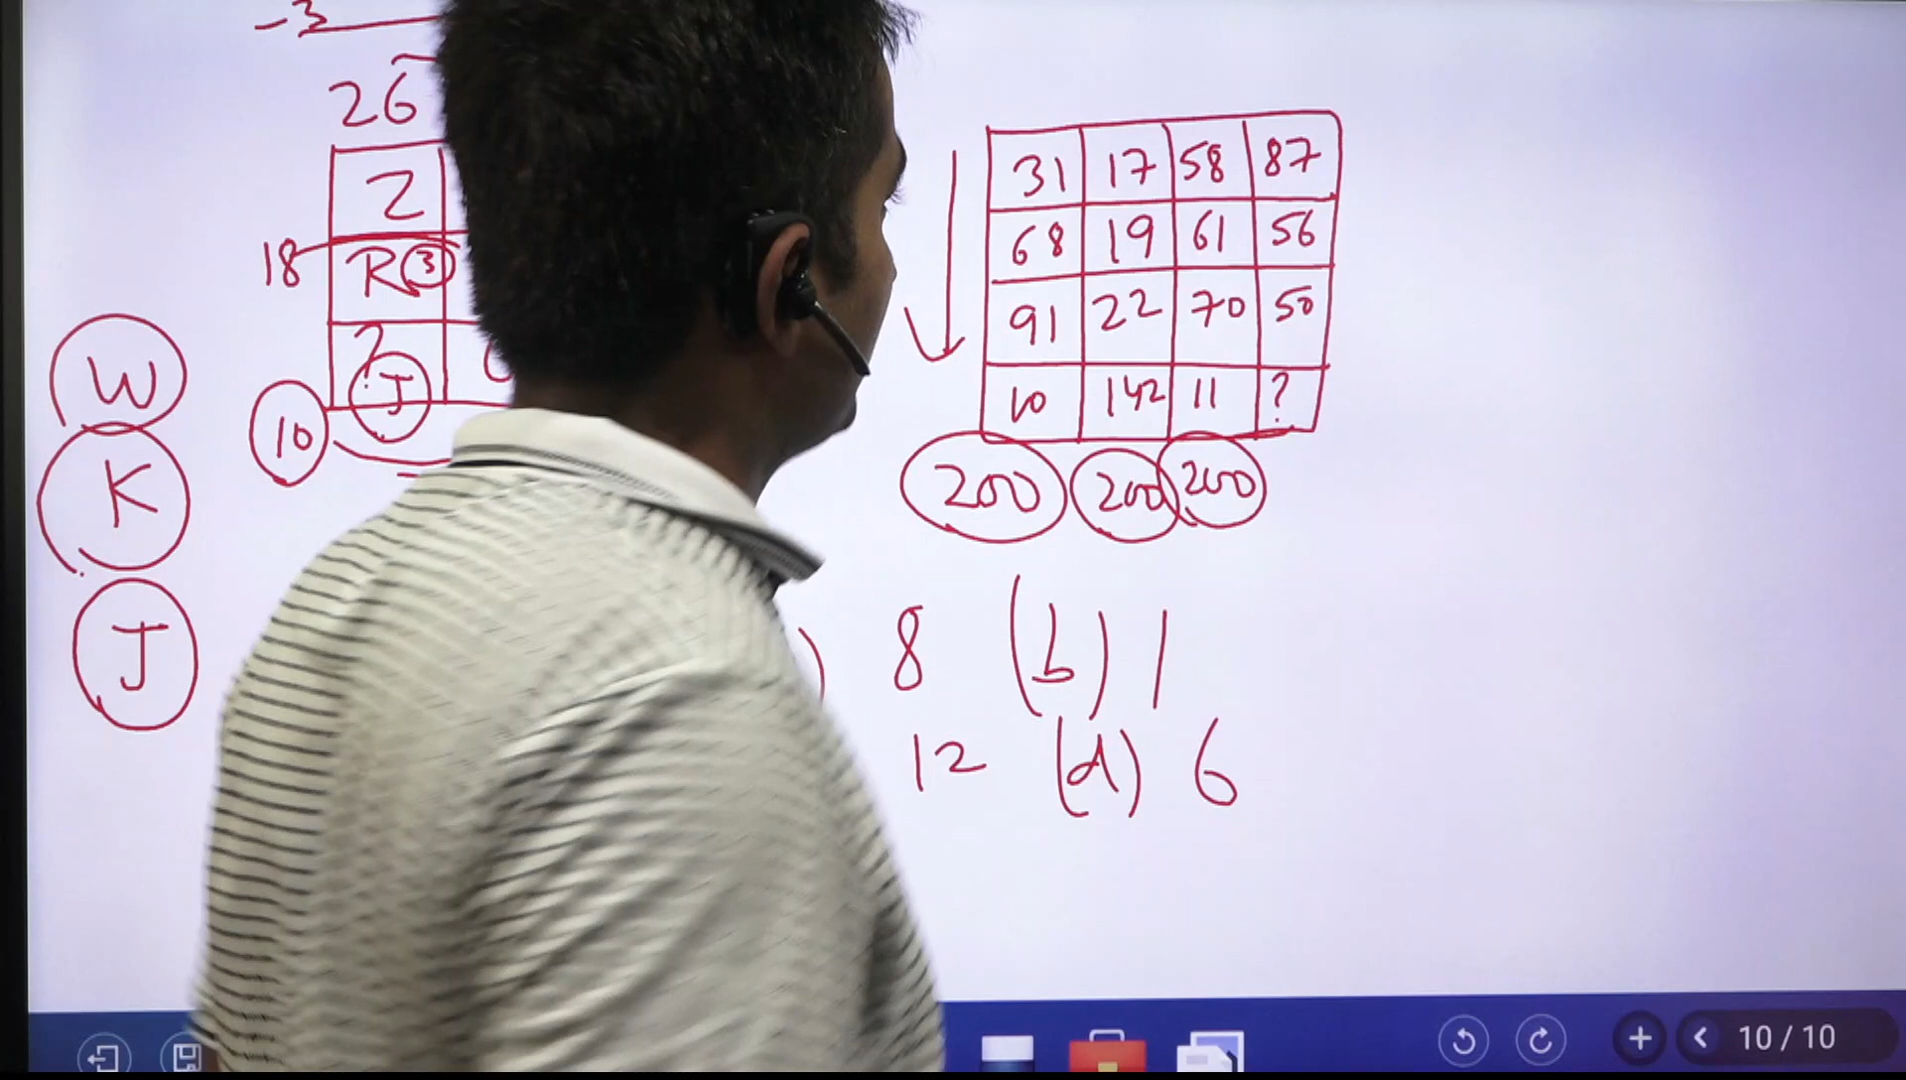 -3
26
Z
18 R 3
?
10 J
W
K
J
31 17 58 87
68 19 61 56
91 22 70 50
10 142 11 ?
200 200 200
) 8 (b) 1
12 (d) 6
10 / 10